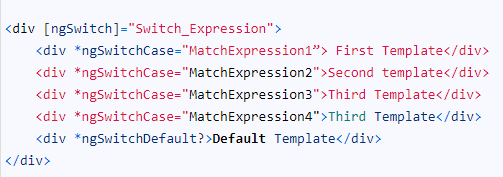 <div [ngSwitch]="Switch_Expression">
<div *ngSwitchCase="MatchExpression1”> First Template</div>
<div *ngSwitchCase="MatchExpression2">Second template</div>
<div *ngSwitchCase="MatchExpression3">Third Template</div>
<div *ngSwitchCase="MatchExpression4">Third Template</div>
<div *ngSwitchDefault?>Default Template</div>
</div>